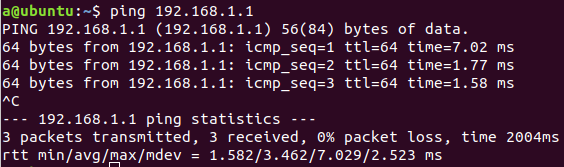 a@ubuntu:~$ ping 192.168.1.1
PING 192.168.1.1 (192.168.1.1) 56(84) bytes of data.
64 bytes from 192.168.1.1: icmp_seq=1 ttl=64 time=7.02 ms
64 bytes from 192.168.1.1: icmp_seq=2 ttl=64 time=1.77 ms
64 bytes from 192.168.1.1: icmp_seq=3 ttl=64 time=1.58 ms
^C
--- 192.168.1.1 ping statistics ---
3 packets transmitted, 3 received, 0% packet loss, time 2004ms
rtt min/avg/max/mdev = 1.582/3.462/7.029/2.523 ms